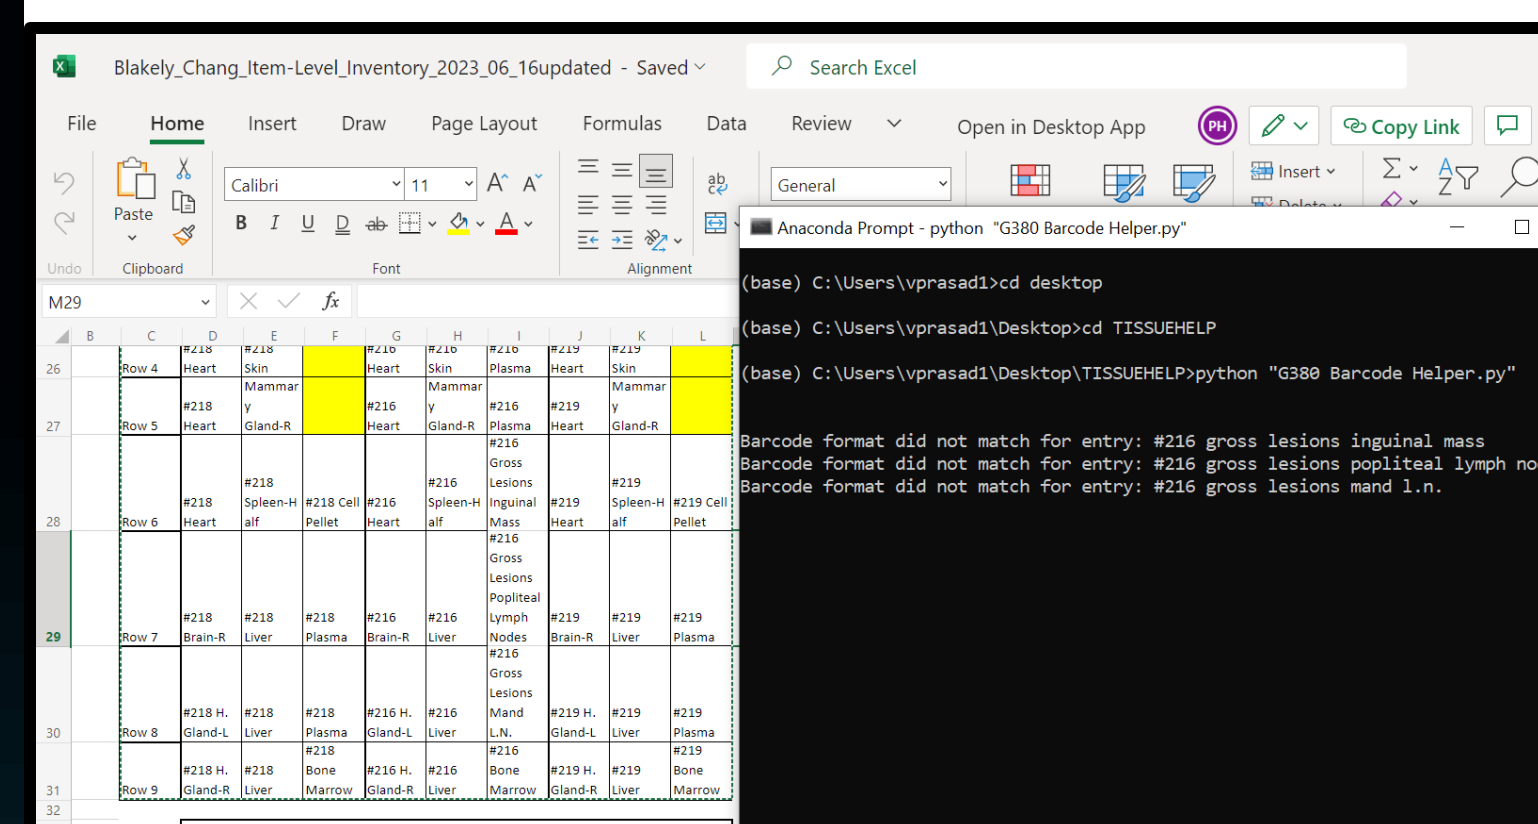 Blakely_Chang_Item-Level_Inventory_2023_06_16updated - Saved
Search Excel
File Home Insert Draw Page Layout Formulas Data Review Open in Desktop App PH Copy Link
Paste
Calibri 11
ab
General
Insert
Delete
B I U D ab A
Undo Clipboard Font Alignment
M29
fx
B C D E F G H I J K L
26 Row 4 #218 Heart #218 Skin #216 Heart #216 Skin #216 Plasma #219 Heart #219 Skin
27 Row 5 #218 Heart Mammary Gland-R #216 Heart Mammary Gland-R #216 Plasma #219 Heart Mammary Gland-R
28 Row 6 #218 Heart #218 Spleen-Half #218 Cell Pellet #216 Heart #216 Spleen-Half #216 Gross Lesions Inguinal Mass #219 Heart #219 Spleen-Half #219 Cell Pellet
29 Row 7 #218 Brain-R #218 Liver #218 Plasma #216 Brain-R #216 Liver #216 Gross Lesions Popliteal Lymph Nodes #219 Brain-R #219 Liver #219 Plasma
30 Row 8 #218 H. Gland-L #218 Liver #218 Plasma #216 H. Gland-L #216 Liver #216 Gross Lesions Mand L.N. #219 H. Gland-L #219 Liver #219 Plasma
31 Row 9 #218 H. Gland-R #218 Liver #218 Bone Marrow #216 H. Gland-R #216 Liver #216 Bone Marrow #219 H. Gland-R #219 Liver #219 Bone Marrow
32
Anaconda Prompt - python "G380 Barcode Helper.py"
(base) C:\Users\vprasad1>cd desktop
(base) C:\Users\vprasad1\Desktop>cd TISSUEHELP
(base) C:\Users\vprasad1\Desktop\TISSUEHELP>python "G380 Barcode Helper.py"
Barcode format did not match for entry: #216 gross lesions inguinal mass
Barcode format did not match for entry: #216 gross lesions popliteal lymph no
Barcode format did not match for entry: #216 gross lesions mand l.n.